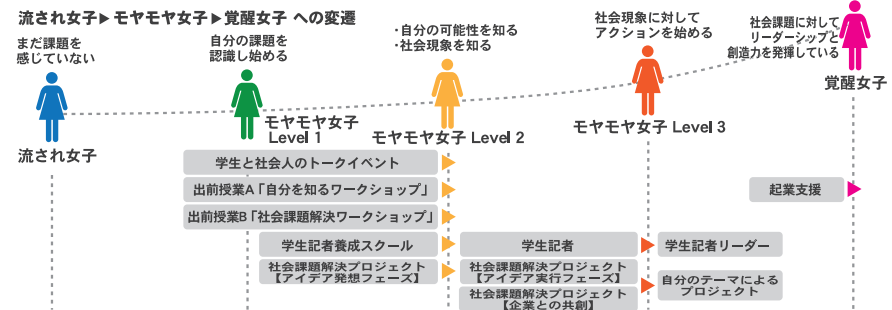 流され女子▶モヤモヤ女子▶覚醒女子 への変遷
まだ課題を
感じていない
流され女子
自分の課題を
認識し始める
モヤモヤ女子
Level 1
・自分の可能性を知る
・社会現象を知る
モヤモヤ女子 Level 2
社会現象に対して
アクションを始める
モヤモヤ女子 Level 3
社会課題に対して
リーダーシップと
創造力を発揮している
覚醒女子
学生と社会人のトークイベント
出前授業A「自分を知るワークショップ」
起業支援
出前授業B「社会課題解決ワークショップ」
学生記者養成スクール
学生記者
学生記者リーダー
社会課題解決プロジェクト
【アイデア発想フェーズ】
社会課題解決プロジェクト
【アイデア実行フェーズ】
社会課題解決プロジェクト
【企業との共創】
自分のテーマによる
プロジェクト